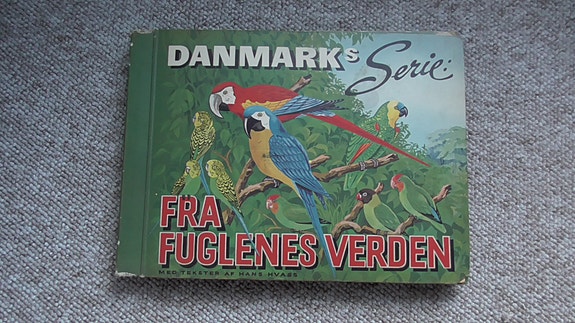 DANMARKs Serie:
FRA
FUGLENES VERDEN
MED TEKSTER AF HANS HVASS